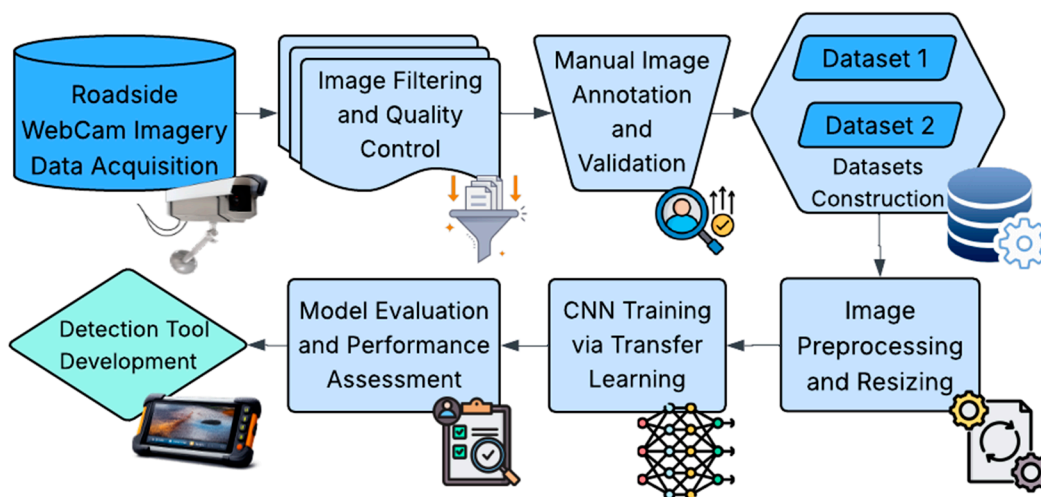 Roadside
WebCam Imagery
Data Acquisition
Image Filtering
and Quality
Control
Manual Image
Annotation
and
Validation
Dataset 1
Dataset 2
Datasets
Construction
Image
Preprocessing
and Resizing
CNN Training
via Transfer
Learning
Model Evaluation
and Performance
Assessment
Detection Tool
Development